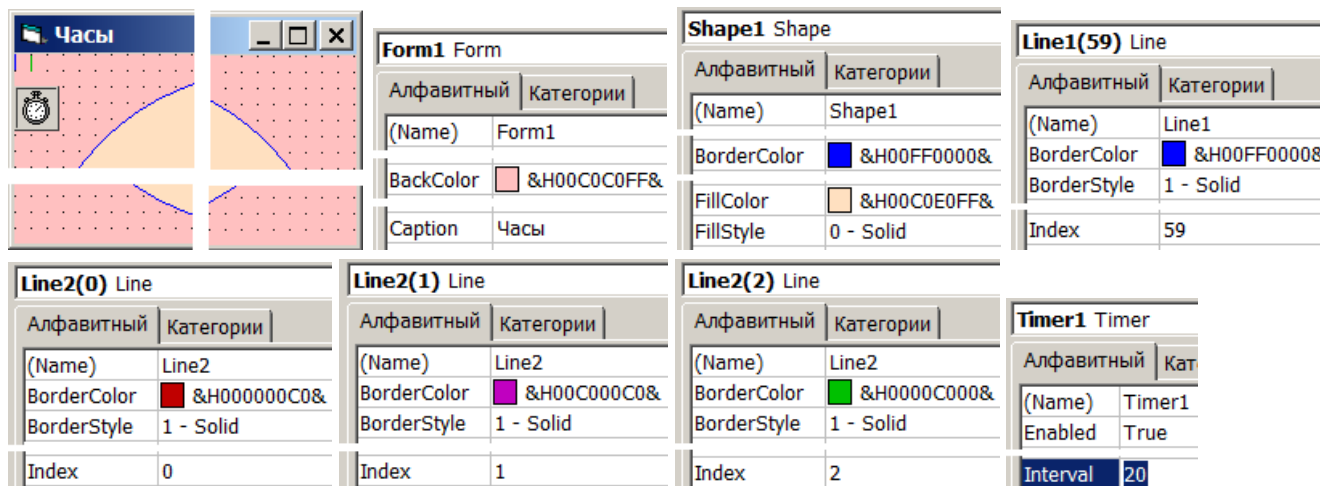 Часы
Form1 Form
Алфавитный Категории
(Name) Form1
BackColor &H00C0C0FF&
Caption Часы
Shape1 Shape
Алфавитный Категории
(Name) Shape1
BorderColor &H00FF0000&
FillColor &H00C0E0FF&
FillStyle 0 - Solid
Line1(59) Line
Алфавитный Категории
(Name) Line1
BorderColor &H00FF0000&
BorderStyle 1 - Solid
Index 59
Line2(0) Line
Алфавитный Категории
(Name) Line2
BorderColor &H000000C0&
BorderStyle 1 - Solid
Index 0
Line2(1) Line
Алфавитный Категории
(Name) Line2
BorderColor &H00C000C0&
BorderStyle 1 - Solid
Index 1
Line2(2) Line
Алфавитный Категории
(Name) Line2
BorderColor &H0000C000&
BorderStyle 1 - Solid
Index 2
Timer1 Timer
Алфавитный Кат
(Name) Timer1
Enabled True
Interval 20